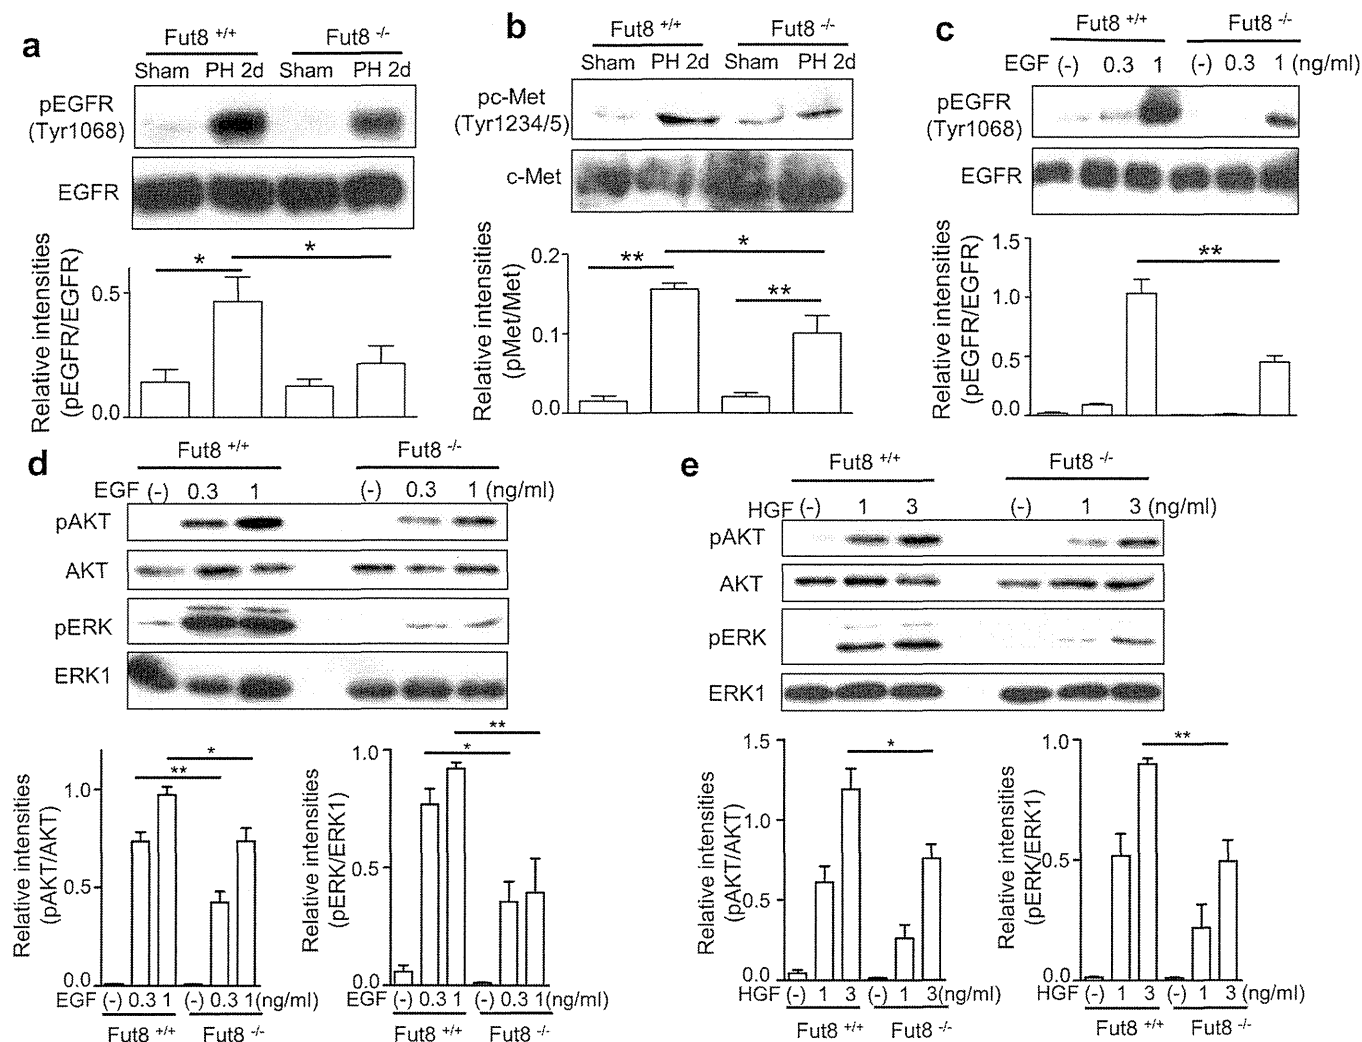 a
Fut8 +/+ Fut8 -/-
Sham PH 2d Sham PH 2d
pEGFR
(Tyr1068)
EGFR
Relative intensities
(pEGFR/EGFR)
0.5
0.0
* *
b
Fut8 +/+ Fut8 -/-
Sham PH 2d Sham PH 2d
pc-Met
(Tyr1234/5)
c-Met
Relative intensities
(pMet/Met)
0.2
0.1
0.0
** * **
c
Fut8 +/+ Fut8 -/-
EGF (-) 0.3 1 (-) 0.3 1 (ng/ml)
pEGFR
(Tyr1068)
EGFR
Relative intensities
(pEGFR/EGFR)
1.5
1.0
0.5
0.0
**
d
Fut8 +/+ Fut8 -/-
EGF (-) 0.3 1 (-) 0.3 1 (ng/ml)
pAKT
AKT
pERK
ERK1
Relative intensities
(pAKT/AKT)
1.0
0.5
0.0
** *
EGF (-) 0.3 1 (-) 0.3 1 (ng/ml)
Fut8 +/+ Fut8 -/-
Relative intensities
(pERK/ERK1)
1.0
0.5
0.0
* **
EGF (-) 0.3 1 (-) 0.3 1 (ng/ml)
Fut8 +/+ Fut8 -/-
e
Fut8 +/+ Fut8 -/-
HGF (-) 1 3 (-) 1 3 (ng/ml)
pAKT
AKT
pERK
ERK1
Relative intensities
(pAKT/AKT)
1.5
1.0
0.5
0.0
*
HGF (-) 1 3 (-) 1 3 (ng/ml)
Fut8 +/+ Fut8 -/-
Relative intensities
(pERK/ERK1)
1.0
0.5
0.0
**
HGF (-) 1 3 (-) 1 3 (ng/ml)
Fut8 +/+ Fut8 -/-